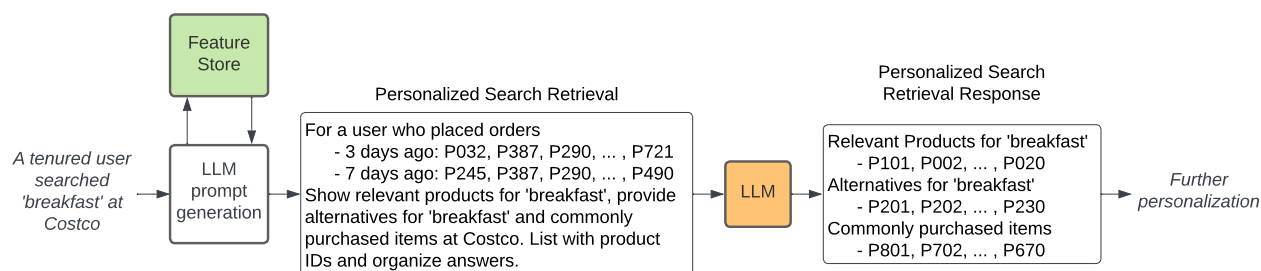 Feature
Store
A tenured user
searched
'breakfast' at
Costco
LLM
prompt
generation
Personalized Search Retrieval
For a user who placed orders
- 3 days ago: P032, P387, P290, ... , P721
- 7 days ago: P245, P387, P290, ... , P490
Show relevant products for 'breakfast', provide
alternatives for 'breakfast' and commonly
purchased items at Costco. List with product
IDs and organize answers.
LLM
Personalized Search
Retrieval Response
Relevant Products for 'breakfast'
- P101, P002, ... , P020
Alternatives for 'breakfast'
- P201, P202, ... , P230
Commonly purchased items
- P801, P702, ... , P670
Further
personalization